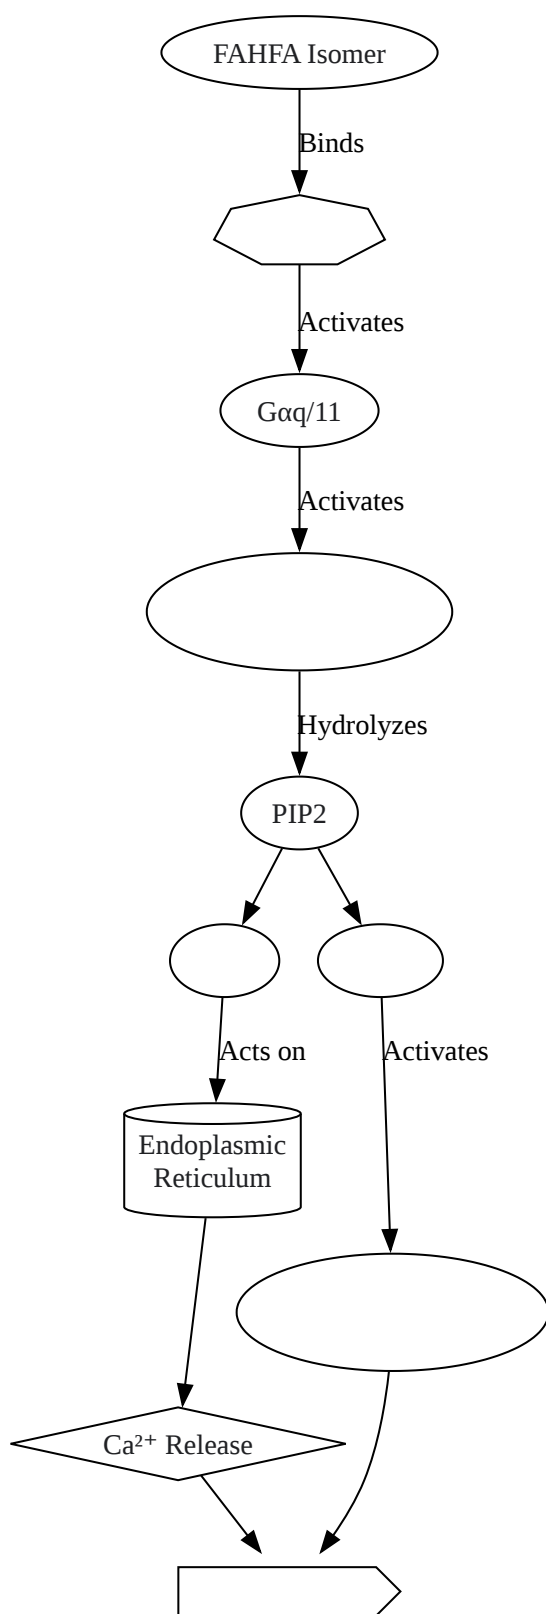 FAHFA Isomer
Binds
Activates
Gαq/11
Activates
Hydrolyzes
PIP2
Acts on
Activates
Endoplasmic
Reticulum
Ca²⁺ Release